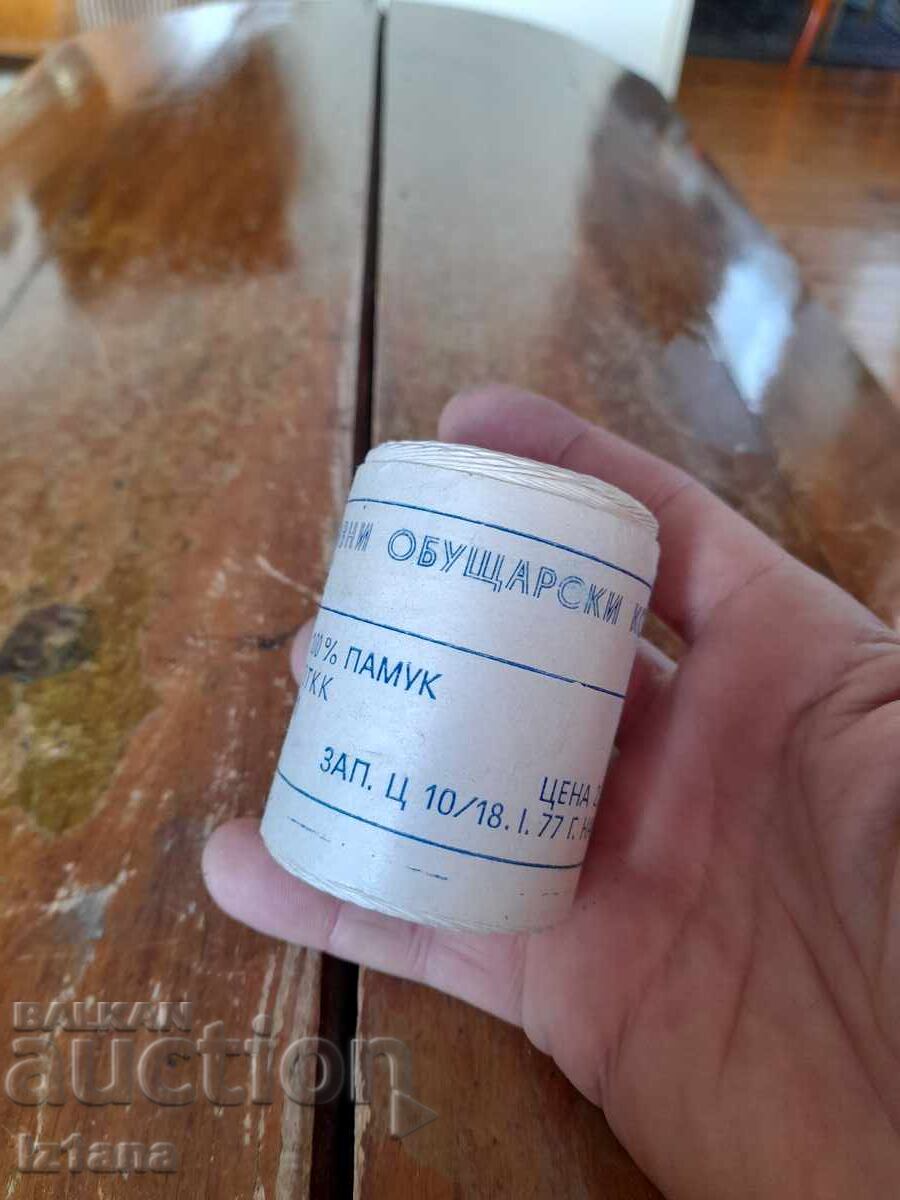 ОБУЩАРСКИ
100% ПАМУК
ТКК
ЦЕНА
ЗАП. Ц 10/18. I. 77 Г.
BALKAN
auction
iz1ana